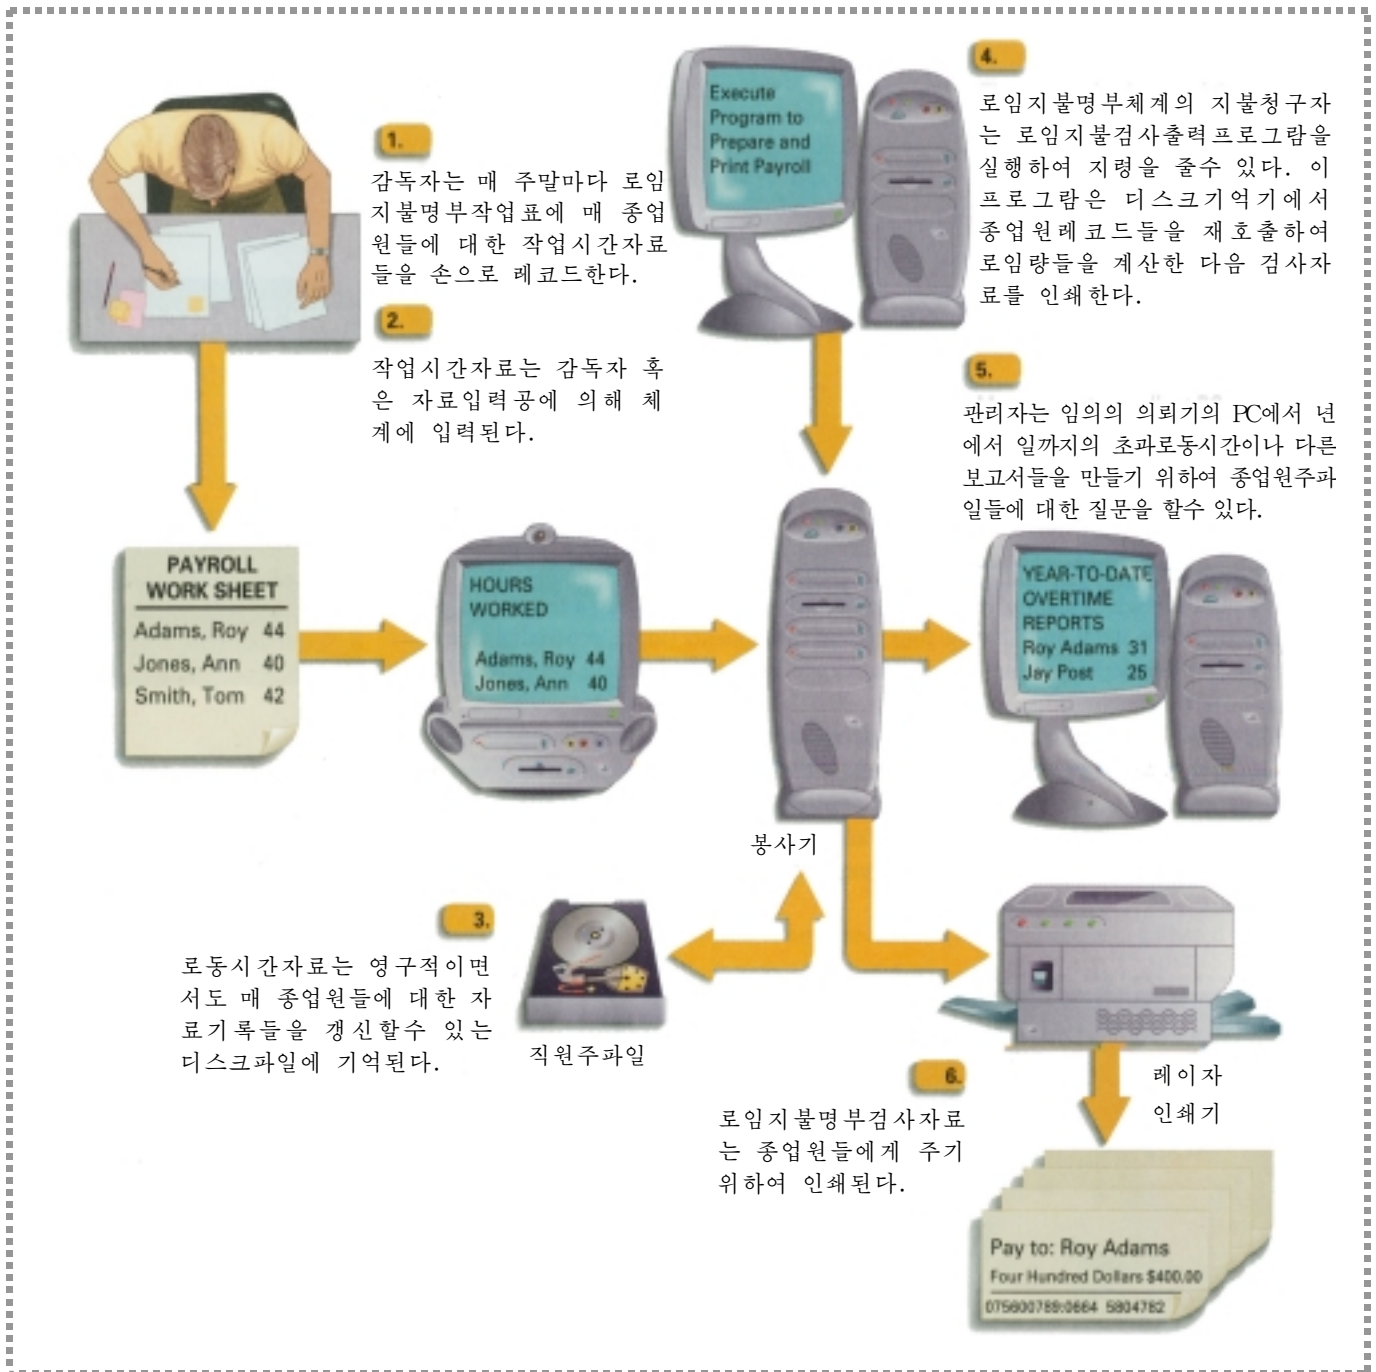 1.
감독자는 매 주말마다 로임
지불명부작업표에 매 종업
원들에 대한 작업시간자료
들을 손으로 레코드한다.
2.
작업시간자료는 감독자 혹
은 자료입력공에 의해 체
계에 입력된다.
Execute
Program to
Prepare and
Print Payroll
4.
로임지불명부체계의 지불청구자
는 로임지불검사출력프로그람을
실행하여 지령을 줄수 있다. 이
프로그람은 디스크기억기에서
종업원레코드들을 재호출하여
로임량들을 계산한 다음 검사자
료를 인쇄한다.
5.
관리자는 임의의 의뢰기의 PC에서 년
에서 일까지의 초과로동시간이나 다른
보고서들을 만들기 위하여 종업원주파
일들에 대한 질문을 할수 있다.
PAYROLL
WORK SHEET
Adams, Roy 44
Jones, Ann 40
Smith, Tom 42
HOURS
WORKED
Adams, Roy 44
Jones, Ann 40
YEAR-TO-DATE
OVERTIME
REPORTS
Roy Adams 31
Jay Post 25
봉사기
3.
로동시간자료는 영구적이면
서도 매 종업원들에 대한 자
료기록들을 갱신할수 있는
디스크파일에 기억된다.
직원주파일
레이자
인쇄기
6.
로임지불명부검사자료
는 종업원들에게 주기
위하여 인쇄된다.
Pay to: Roy Adams
Four Hundred Dollars $400.00
075600789:0664 5804782